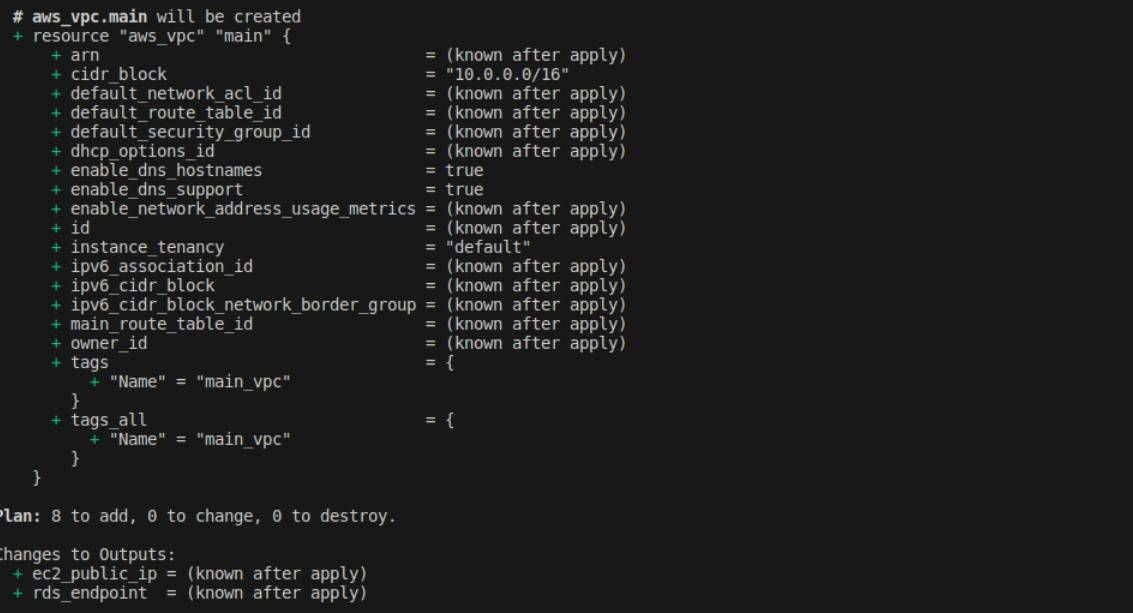 # aws_vpc.main will be created
+ resource "aws_vpc" "main" {
+ arn = (known after apply)
+ cidr_block = "10.0.0.0/16"
+ default_network_acl_id = (known after apply)
+ default_route_table_id = (known after apply)
+ default_security_group_id = (known after apply)
+ dhcp_options_id = (known after apply)
+ enable_dns_hostnames = true
+ enable_dns_support = true
+ enable_network_address_usage_metrics = (known after apply)
+ id = (known after apply)
+ instance_tenancy = "default"
+ ipv6_association_id = (known after apply)
+ ipv6_cidr_block = (known after apply)
+ ipv6_cidr_block_network_border_group = (known after apply)
+ main_route_table_id = (known after apply)
+ owner_id = (known after apply)
+ tags = {
+ "Name" = "main_vpc"
}
+ tags_all = {
+ "Name" = "main_vpc"
}
}
Plan: 8 to add, 0 to change, 0 to destroy.
Changes to Outputs:
+ ec2_public_ip = (known after apply)
+ rds_endpoint = (known after apply)